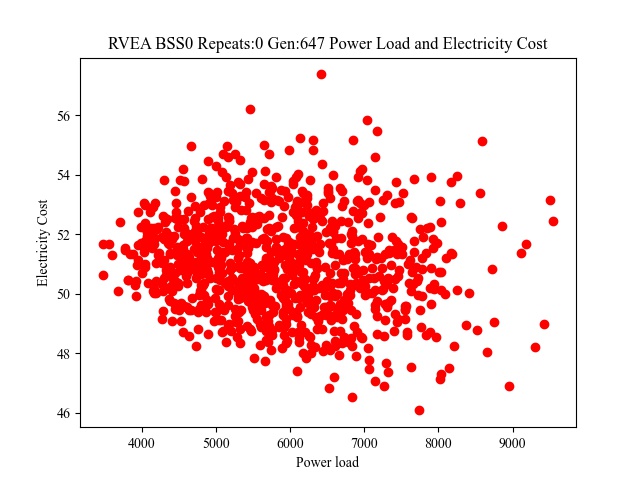 RVEA BSS0 Repeats:0 Gen:647 Power Load and Electricity Cost
Electricity Cost
56
54
52
50
48
46
4000 5000 6000 7000 8000 9000
Power load